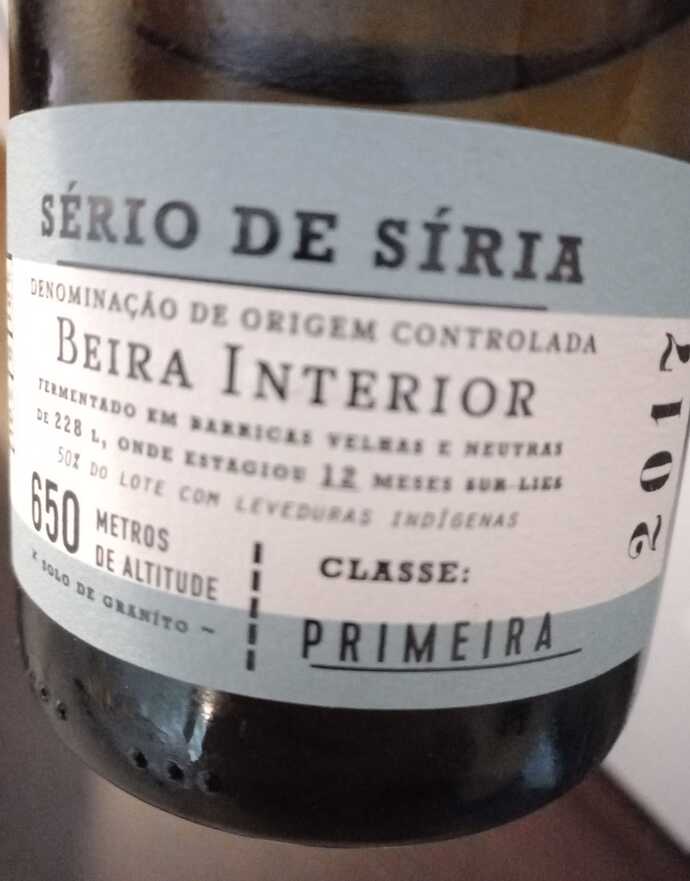 SÉRIO DE SÍRIA
DENOMINAÇÃO DE ORIGEM CONTROLADA
BEIRA INTERIOR
FERMENTADO EM BARRICAS VELHAS E NEUTRAS
DE 228 L, ONDE ESTAGIOU 12 MESES SUR LIES
50% DO LOTE COM LEVEDURAS INDÍGENAS
650 METROS
DE ALTITUDE
SOLO DE GRANÍTO ~
CLASSE:
PRIMEIRA
2017